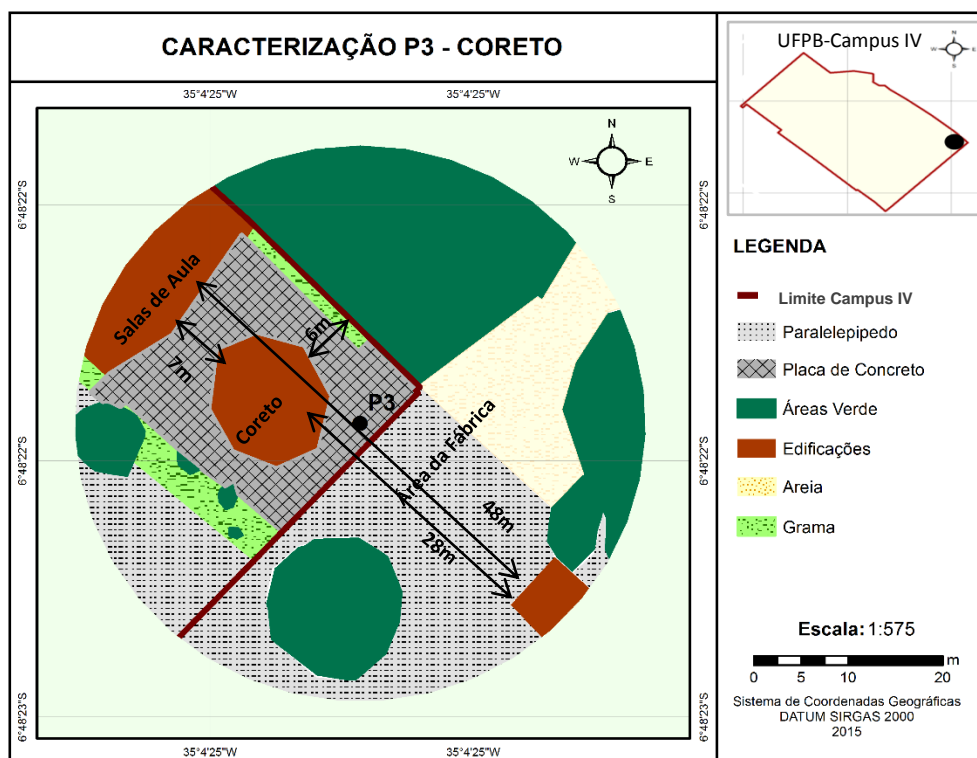 CARACTERIZAÇÃO P3 - CORETO
35°4'25"W
35°4'25"W
N
W
E
S
6°48'22"S
6°48'22"S
Salas de Aula
6m
7m
Coreto
P3
Área da Fábrica
6°48'22"S
6°48'22"S
48m
28m
6°48'23"S
6°48'23"S
35°4'25"W
35°4'25"W
UFPB-Campus IV
N
W
E
S
LEGENDA
Limite Campus IV
Paralelepipedo
Placa de Concreto
Áreas Verde
Edificações
Areia
Grama
Escala: 1:575
m
0 5 10 20
Sistema de Coordenadas Geográficas
DATUM SIRGAS 2000
2015